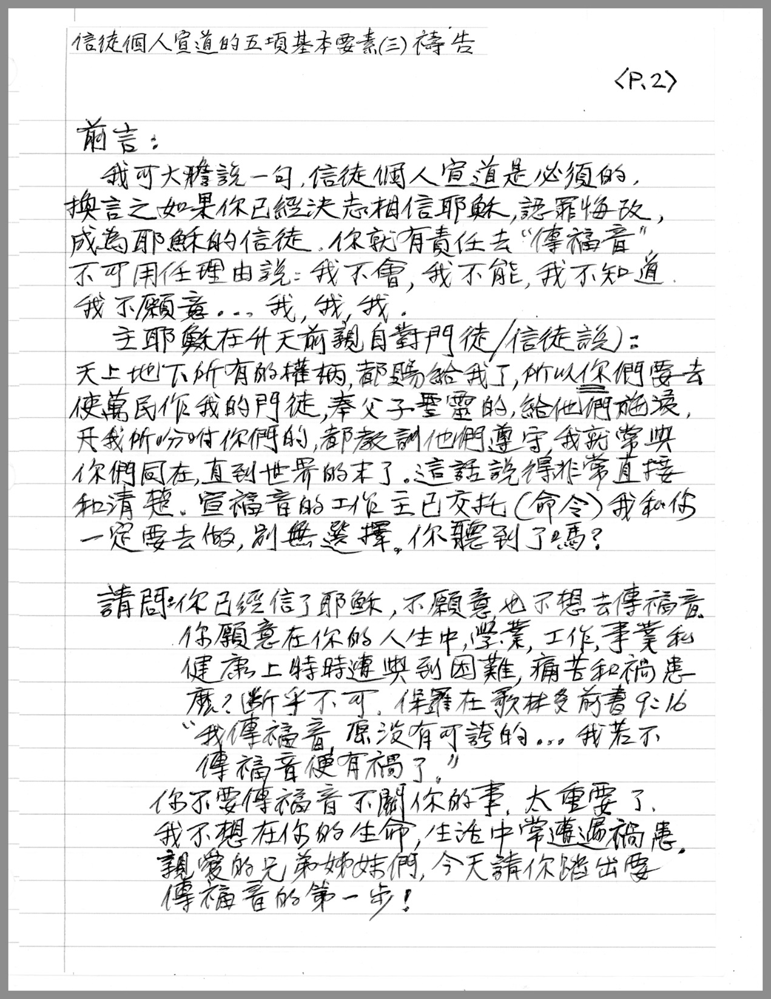 信徒個人宣道的五項基本要素(三)禱告
〈P.2〉
前言：
我可大膽說一句,信徒個人宣道是必須的,
換言之,如果你已經決志相信耶穌,認罪悔改,
成為耶穌的信徒.你就有責任去“傳福音”,
不可用任理由說：我不會,我不能,我不知道.
我不願意... 我,我,我.
主耶穌在升天前親自對門徒/信徒說)：
天上地下所有的權柄,都賜給我了,所以你們要去
使萬民作我的門徒,奉父子聖靈的,給他們施浸,
凡我所吩咐你們的,都教訓他們遵守,我就常與
你們同在,直到世界的末了。這話說得非常直接
和清楚。宣福音的工作主已交托(命令)我和你
一定要去做,別無選擇。你聽到了嗎？
請問：你已經信了耶穌,不願意,也不想去傳福音.
你願意在你的人生中,學業,工作,事業和
健康上時時遭與到困難,痛苦和禍患
麼？斷乎不可.保羅在歌林多前書9:16
“我傳福音,原沒有可誇的... 我若不
傳福音便有禍了。”
你不要傳福音不關你的事.太重要了.
我不想在你的生命,生活中常遭遇禍患.
親愛的兄弟姊妹們,今天請你踏出要
傳福音的第一步!